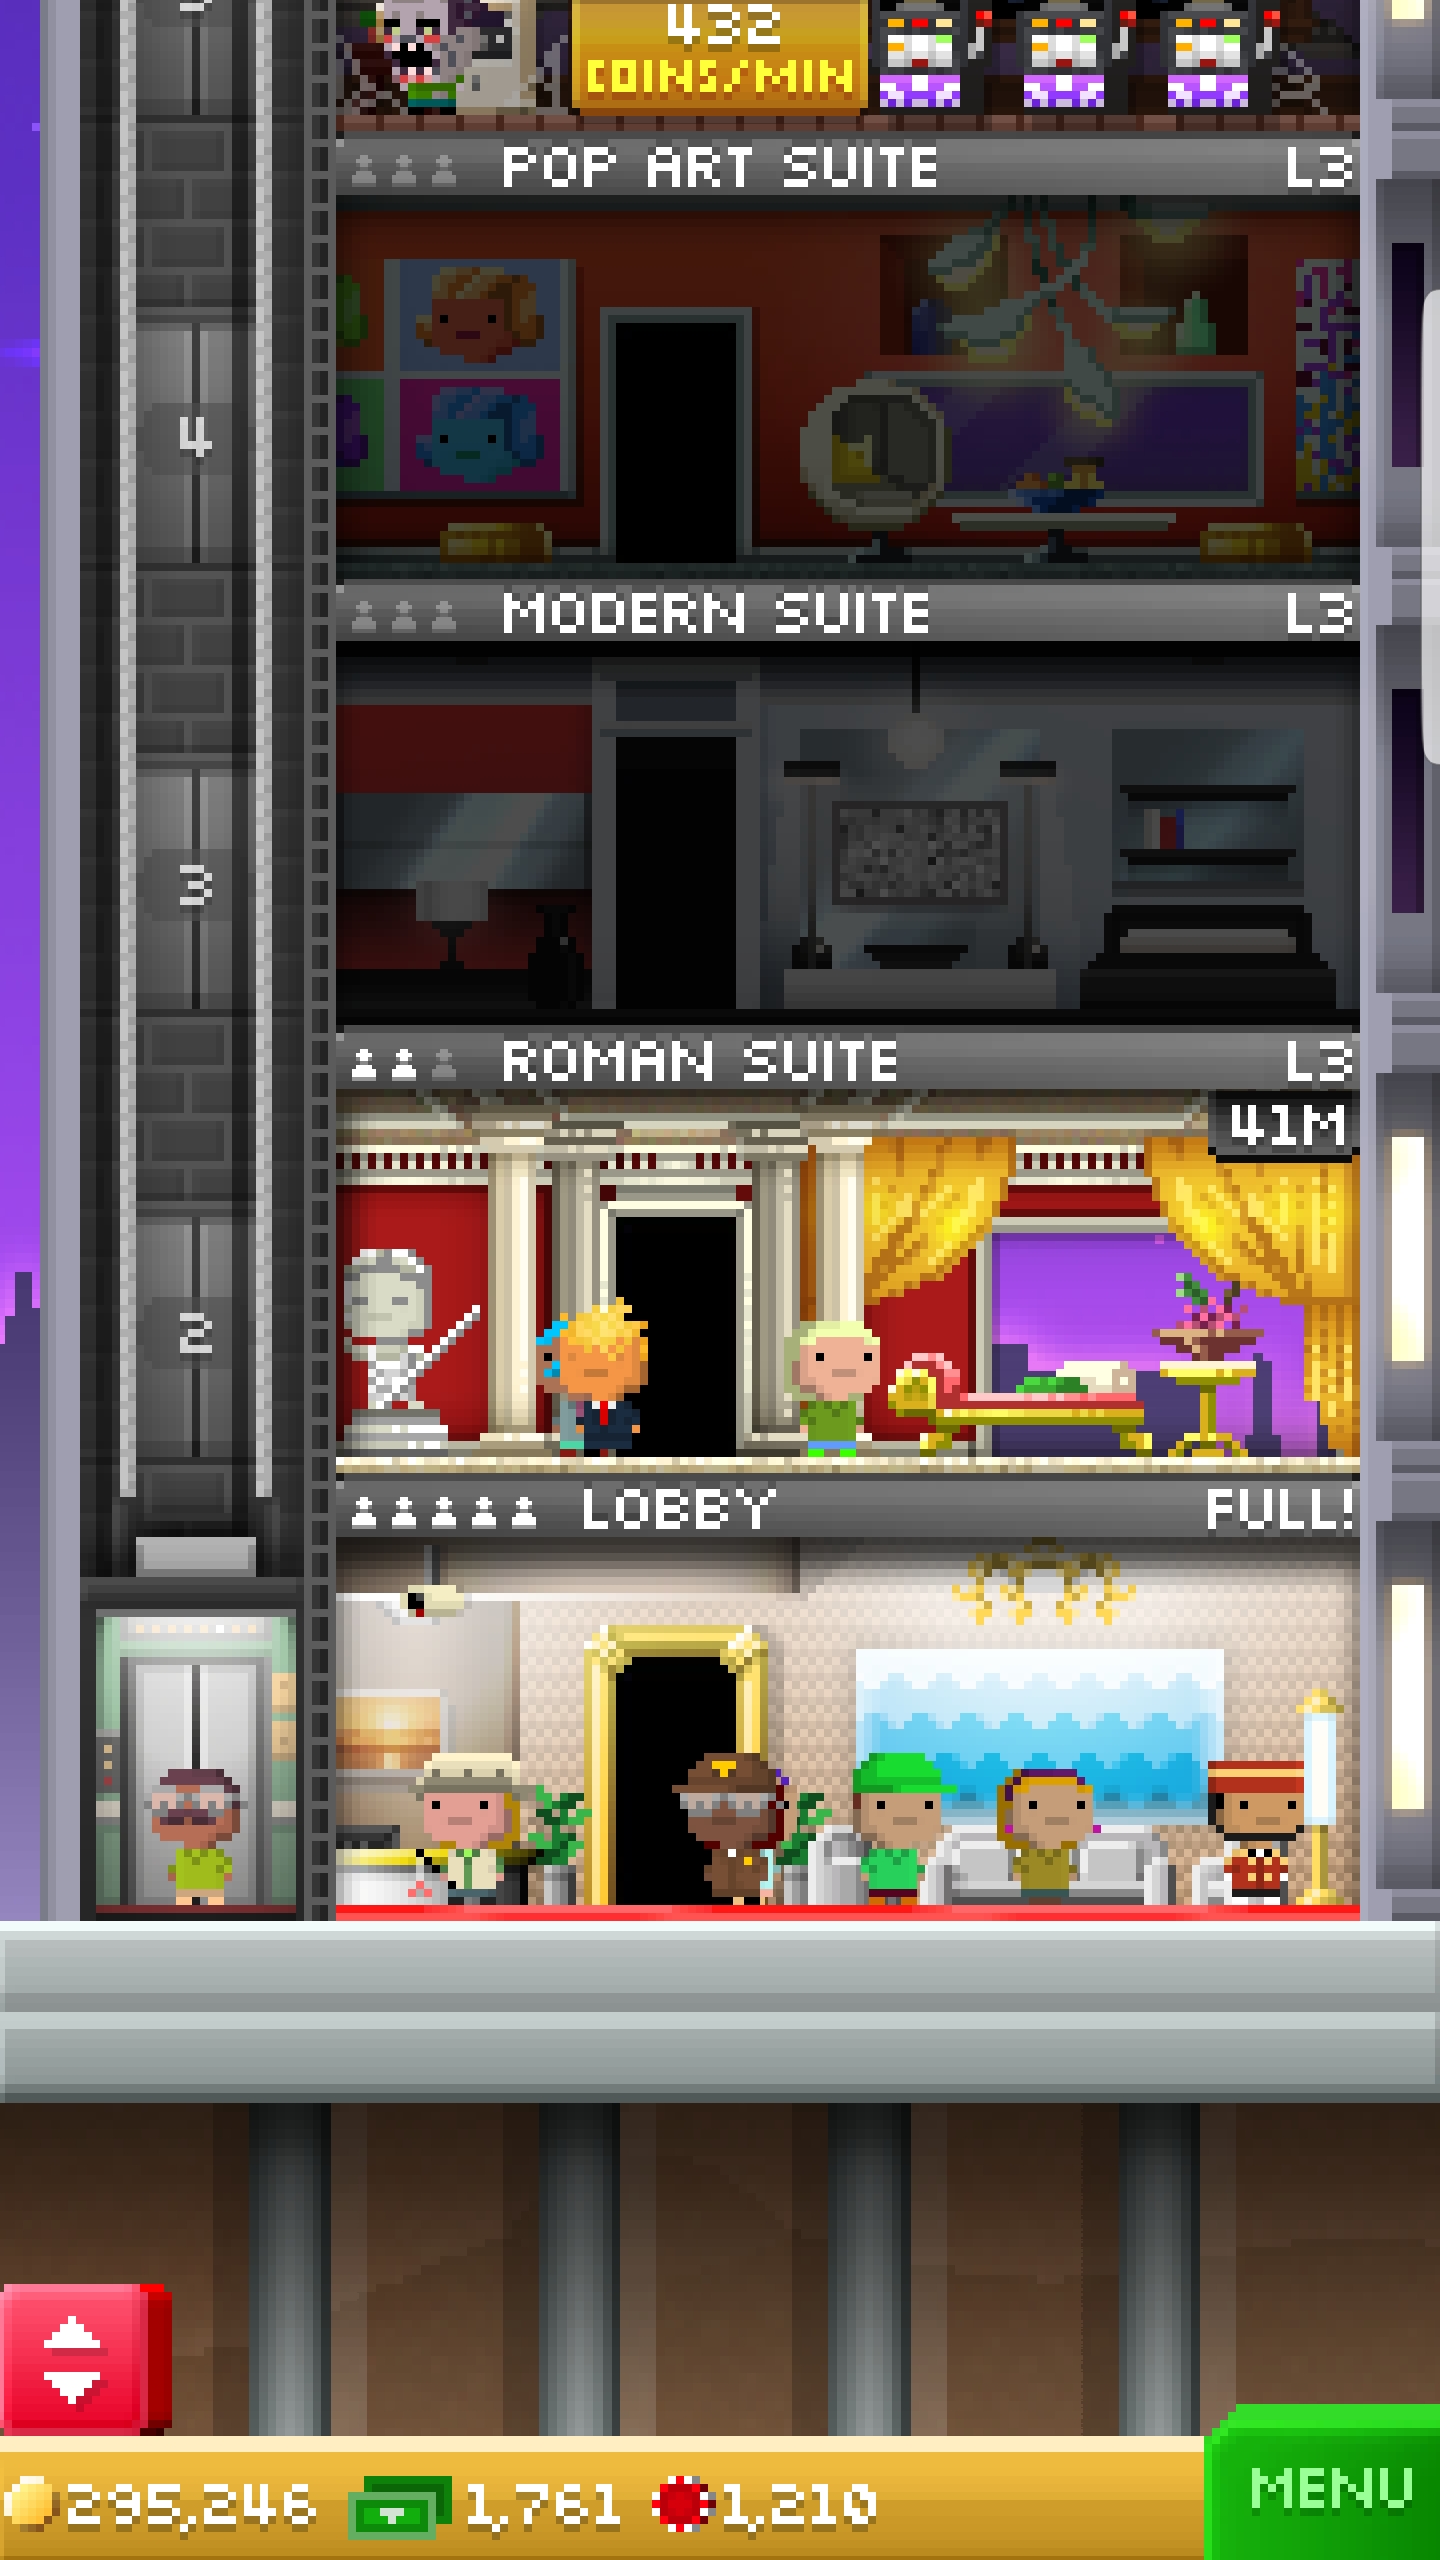 432
COINS/MIN
POP ART SUITE L3
4
MODERN SUITE L3
3
ROMAN SUITE L3
41M
2
LOBBY FULL!
295,246 1,761 1,210
MENU